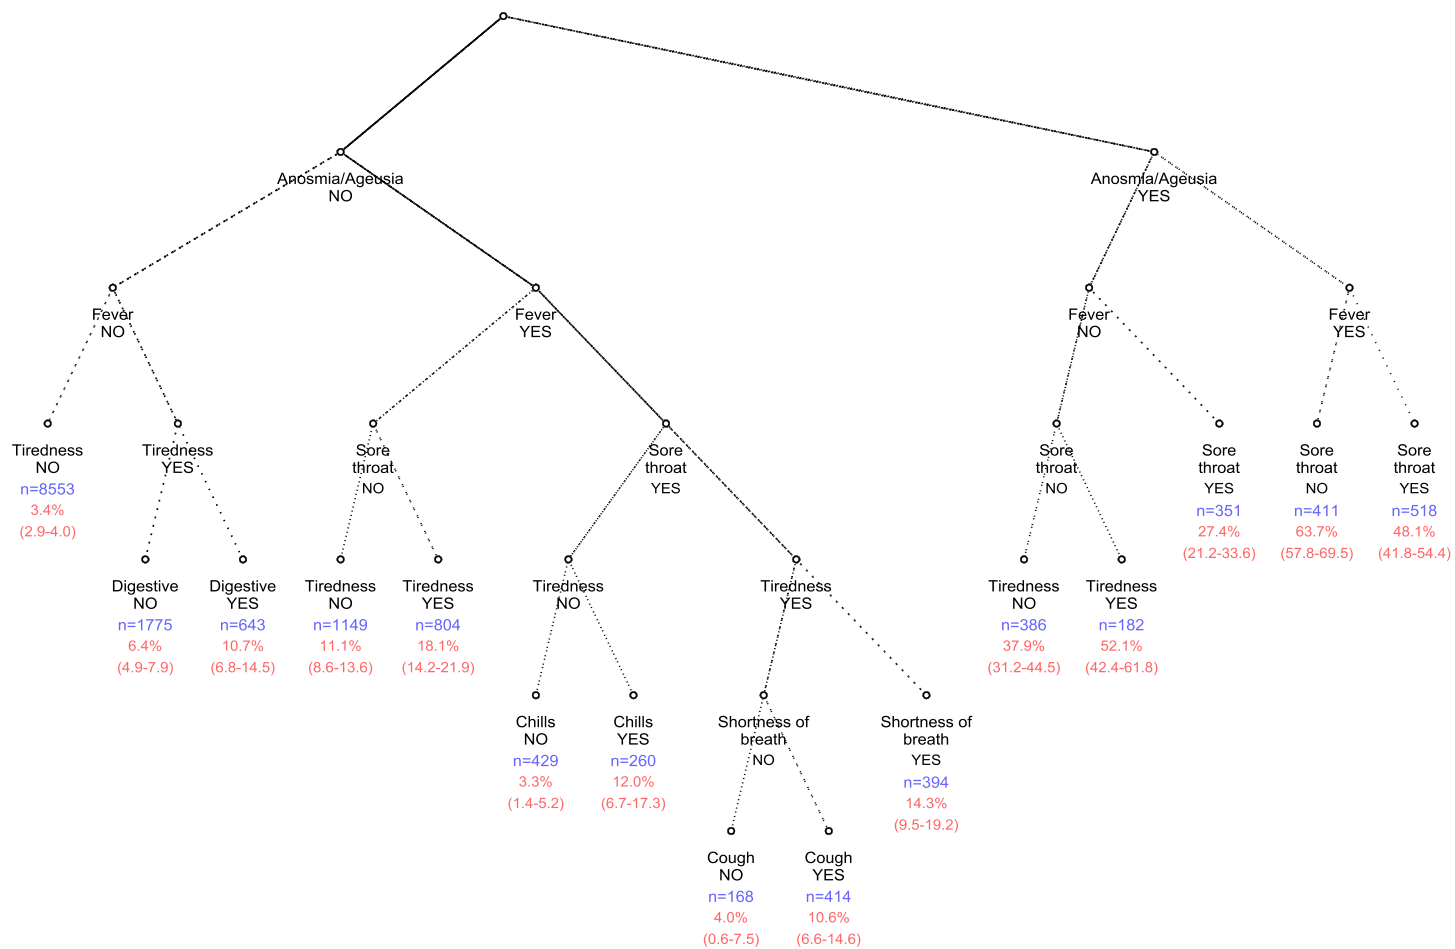 Anosmia/Ageusia
NO
Anosmia/Ageusia
YES
Fever
NO
Fever
YES
Fever
NO
Fever
YES
Tiredness
NO
n=8553
3.4%
(2.9-4.0)
Tiredness
YES
Sore
throat
NO
Sore
throat
YES
Sore
throat
NO
Sore
throat
YES
n=351
27.4%
(21.2-33.6)
Sore
throat
NO
n=411
63.7%
(57.8-69.5)
Sore
throat
YES
n=518
48.1%
(41.8-54.4)
Digestive
NO
n=1775
6.4%
(4.9-7.9)
Digestive
YES
n=643
10.7%
(6.8-14.5)
Tiredness
NO
n=1149
11.1%
(8.6-13.6)
Tiredness
YES
n=804
18.1%
(14.2-21.9)
Tiredness
NO
Tiredness
YES
Tiredness
NO
n=386
37.9%
(31.2-44.5)
Tiredness
YES
n=182
52.1%
(42.4-61.8)
Chills
NO
n=429
3.3%
(1.4-5.2)
Chills
YES
n=260
12.0%
(6.7-17.3)
Shortness of
breath
NO
Shortness of
breath
YES
n=394
14.3%
(9.5-19.2)
Cough
NO
n=168
4.0%
(0.6-7.5)
Cough
YES
n=414
10.6%
(6.6-14.6)